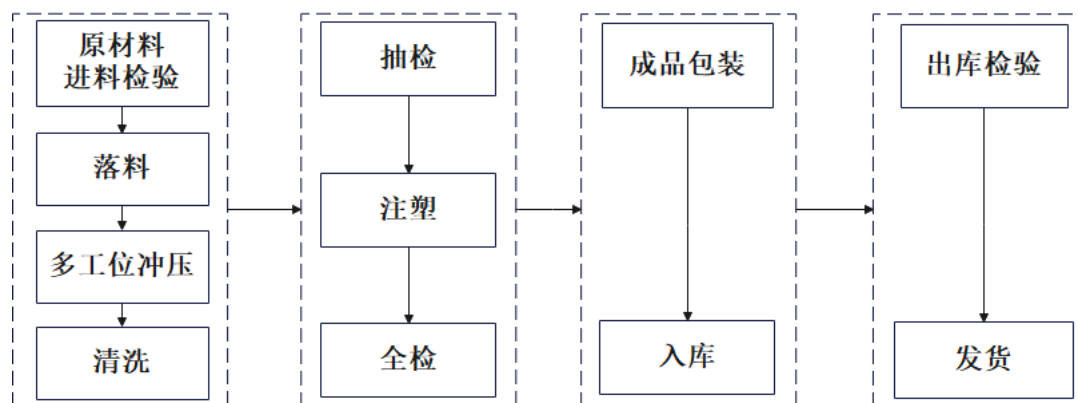 原材料
进料检验
落料
多工位冲压
清洗
抽检
注塑
全检
成品包装
入库
出库检验
发货